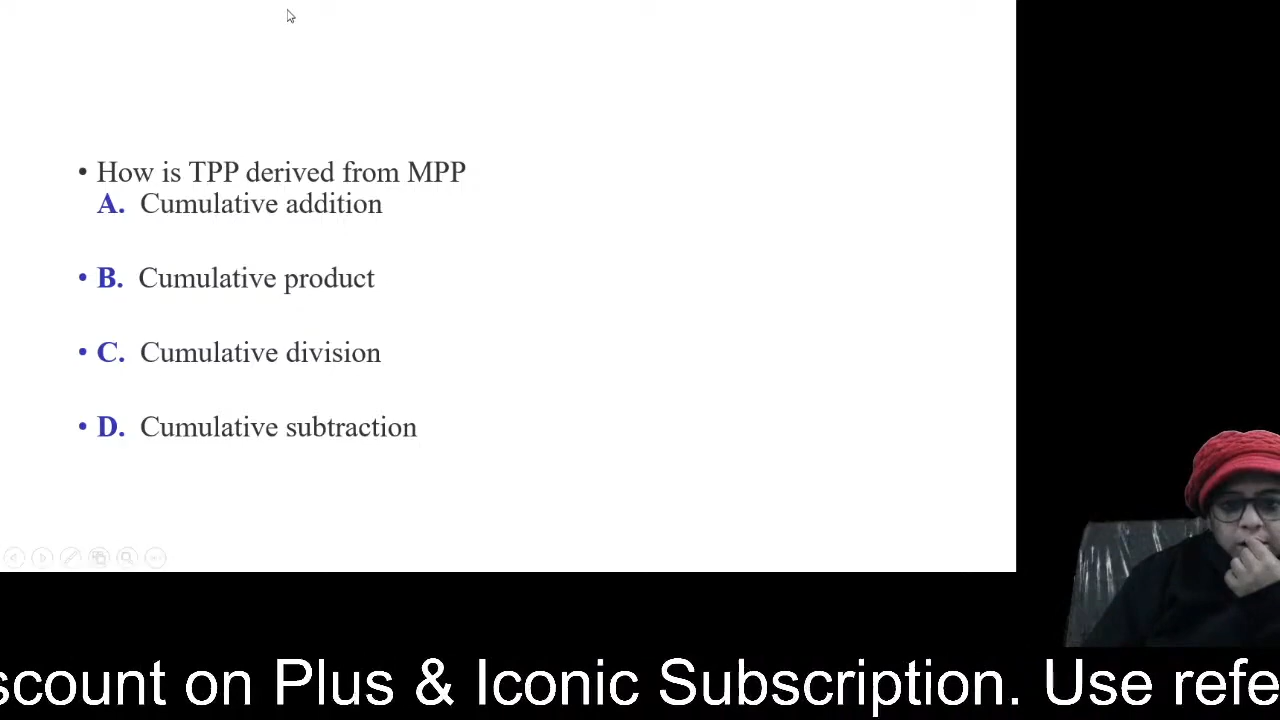 • How is TPP derived from MPP
A. Cumulative addition
• B. Cumulative product
• C. Cumulative division
• D. Cumulative subtraction
scount on Plus & Iconic Subscription. Use refe